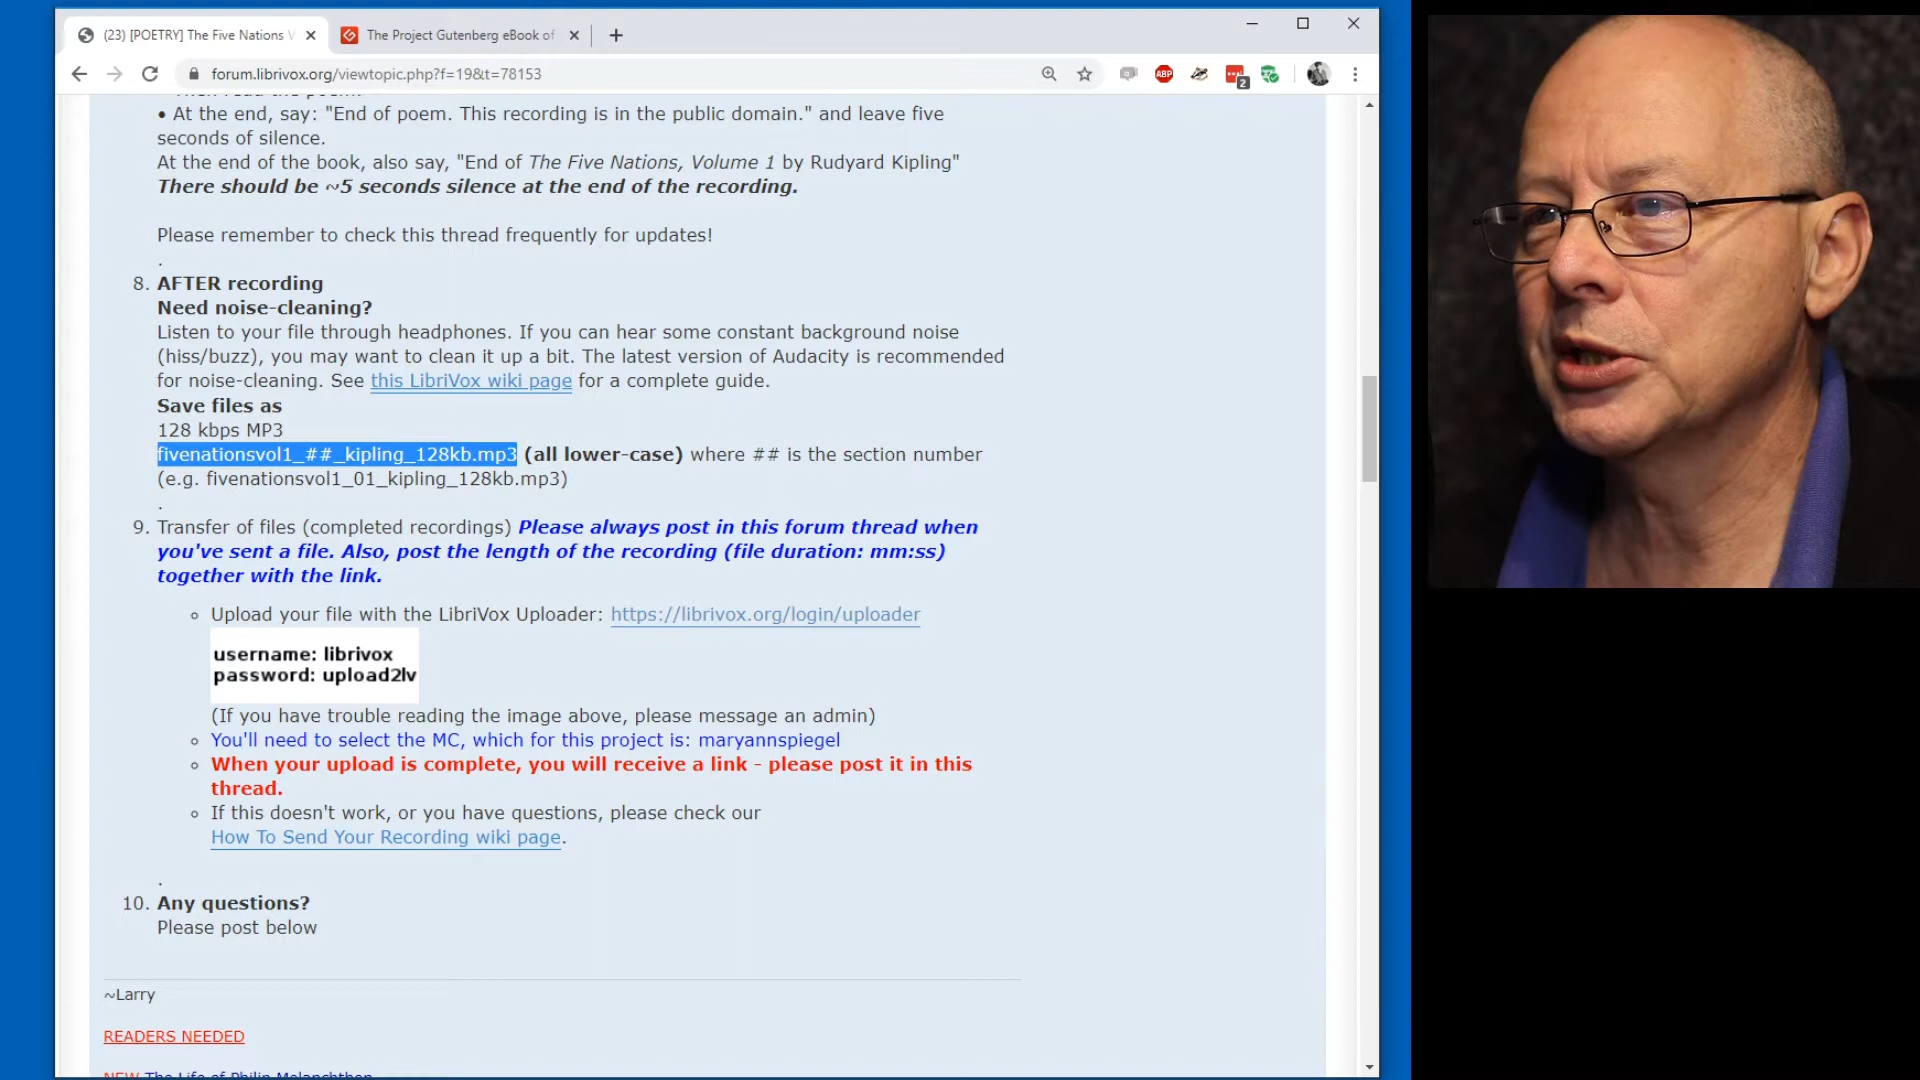 (23) [POETRY] The Five Nations V
The Project Gutenberg eBook of
forum.librivox.org/viewtopic.php?f=19&t=78153
ABP
2
• At the end, say: "End of poem. This recording is in the public domain." and leave five
seconds of silence.
At the end of the book, also say, "End of The Five Nations, Volume 1 by Rudyard Kipling"
There should be ~5 seconds silence at the end of the recording.
Please remember to check this thread frequently for updates!
.
8. AFTER recording
Need noise-cleaning?
Listen to your file through headphones. If you can hear some constant background noise
(hiss/buzz), you may want to clean it up a bit. The latest version of Audacity is recommended
for noise-cleaning. See this LibriVox wiki page for a complete guide.
Save files as
128 kbps MP3
fivenationsvol1_##_kipling_128kb.mp3 (all lower-case) where ## is the section number
(e.g. fivenationsvol1_01_kipling_128kb.mp3)
.
9. Transfer of files (completed recordings) Please always post in this forum thread when
you've sent a file. Also, post the length of the recording (file duration: mm:ss)
together with the link.
Upload your file with the LibriVox Uploader: https://librivox.org/login/uploader
username: librivox
password: upload2lv
(If you have trouble reading the image above, please message an admin)
You'll need to select the MC, which for this project is: maryannspiegel
When your upload is complete, you will receive a link - please post it in this
thread.
If this doesn't work, or you have questions, please check our
How To Send Your Recording wiki page.
.
10. Any questions?
Please post below
~Larry
READERS NEEDED
NEW The Life of Philip Melanchthon